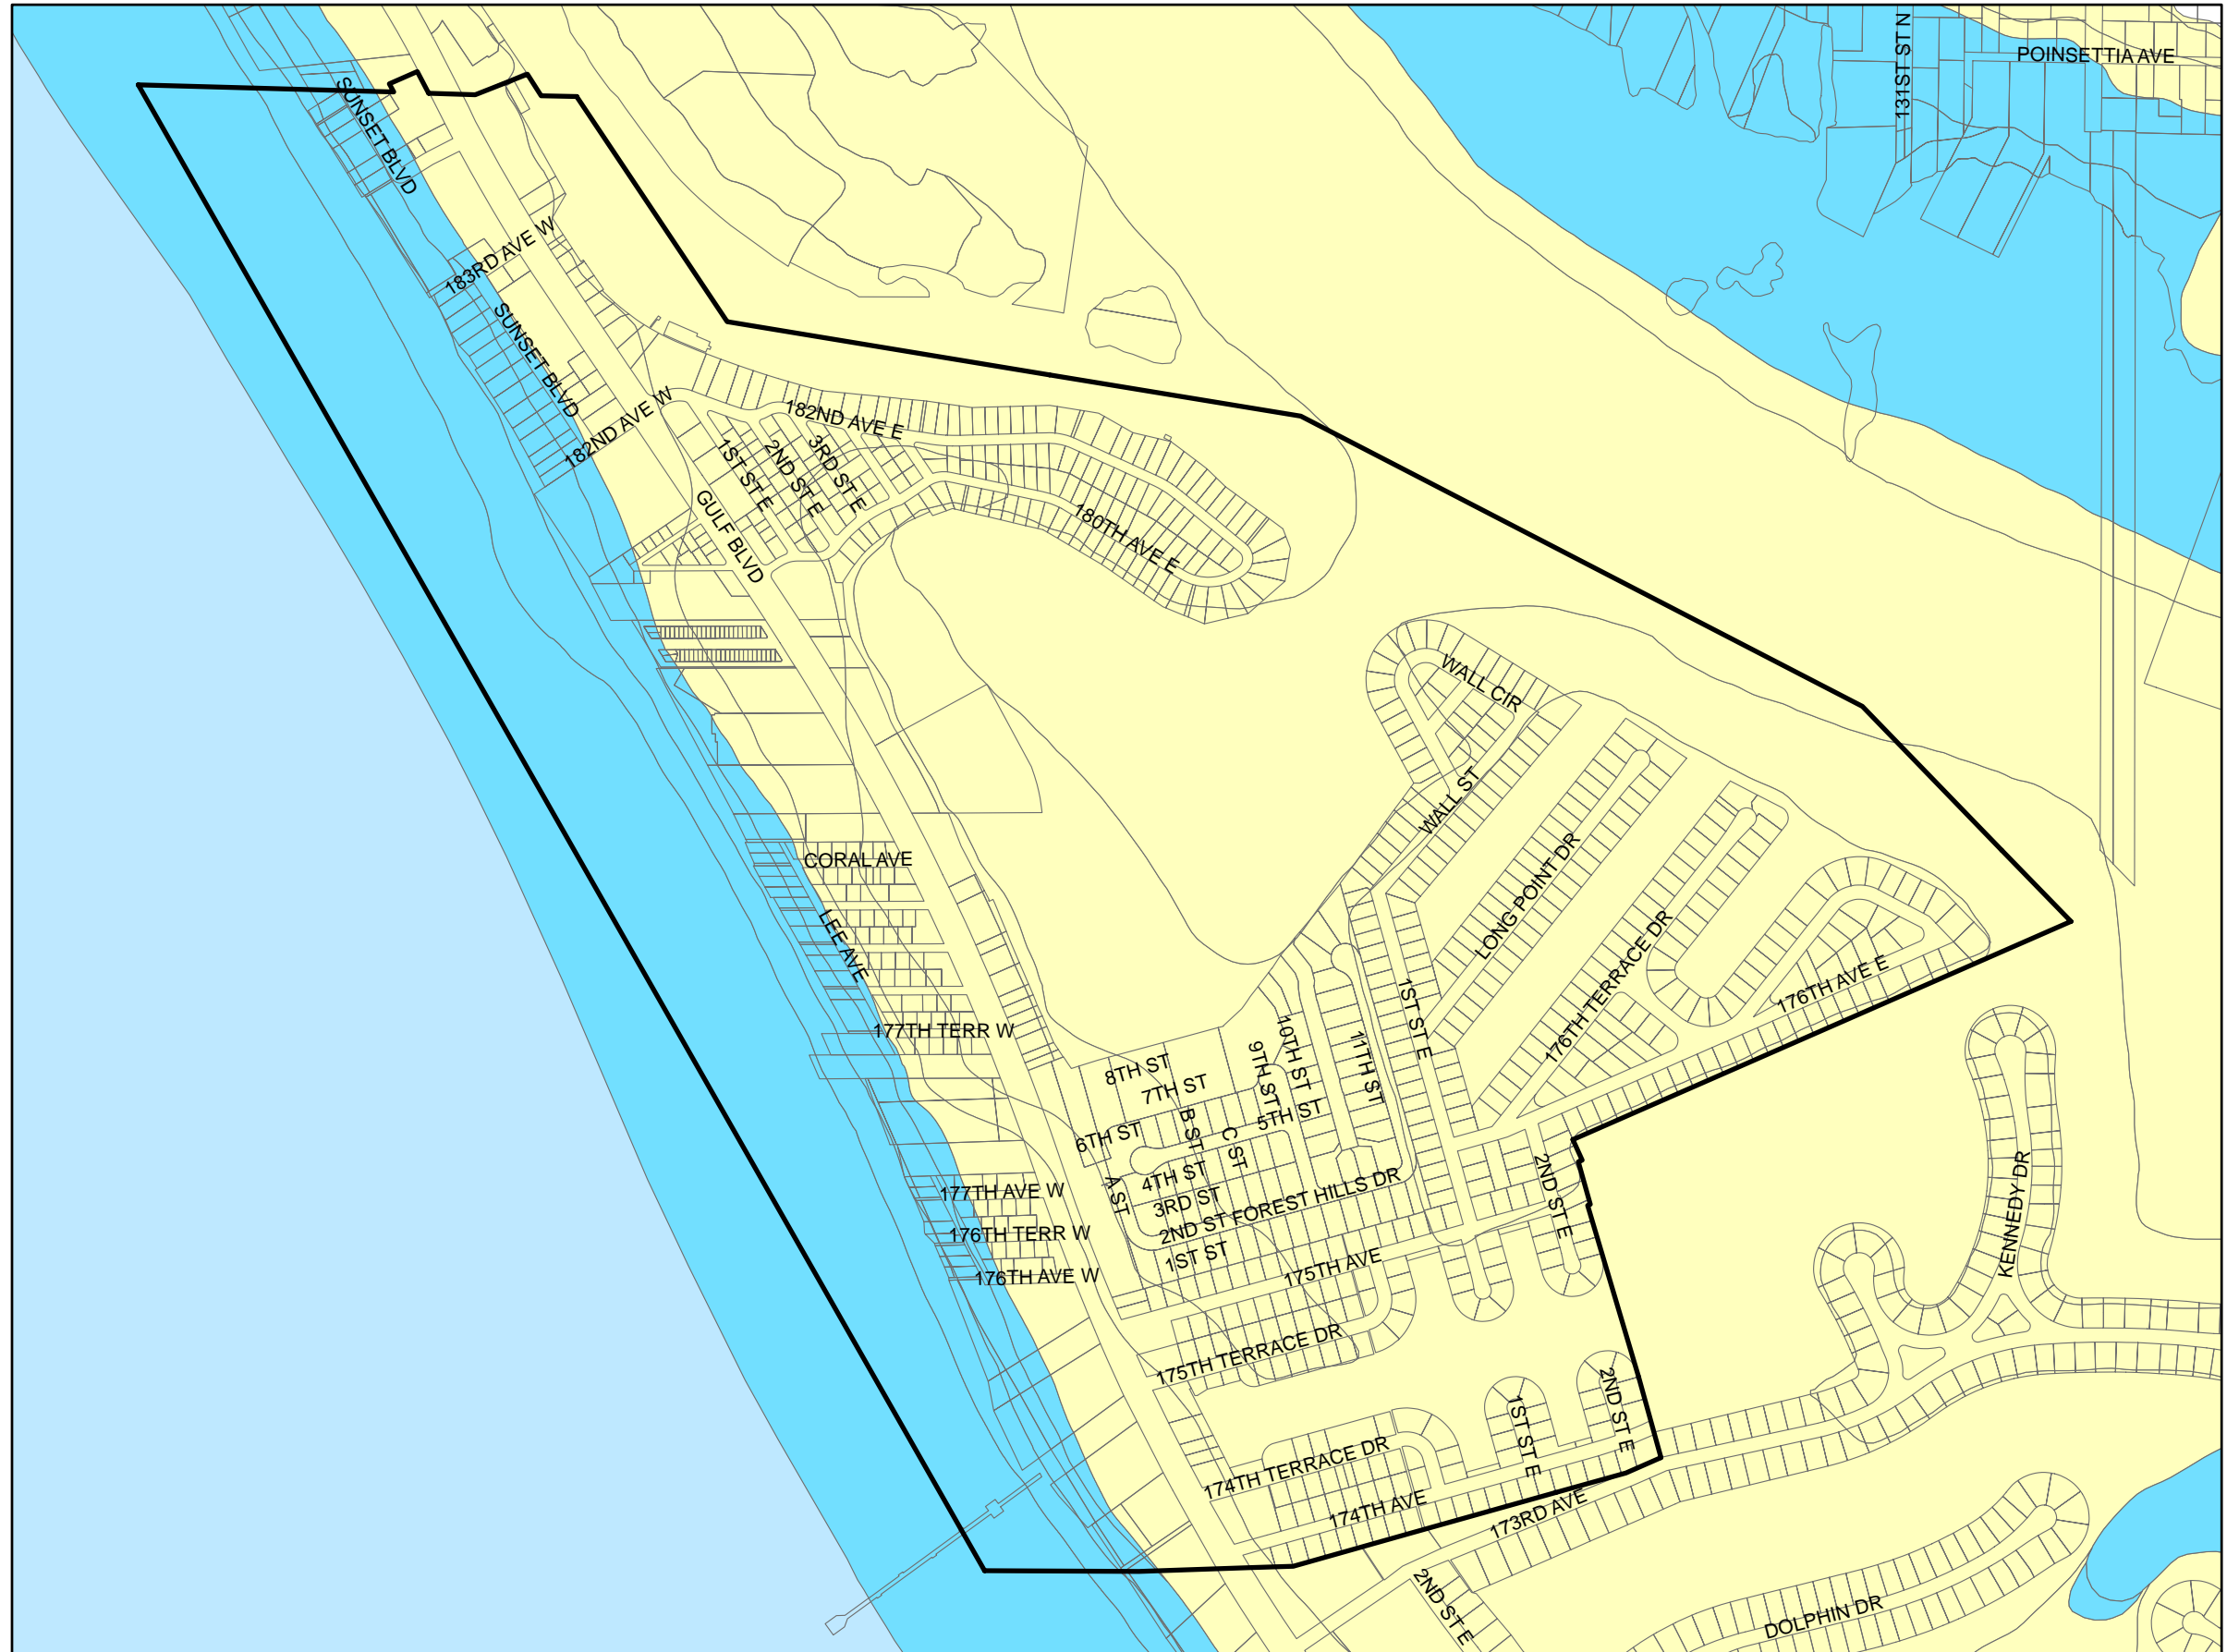 131ST ST N
POINSETTIA AVE
SUNSET BLVD
183RD AVE W
SUNSET BLVD
182ND AVE W
182ND AVE E
1ST ST E
2ND ST E
3RD ST E
GULF BLVD
180TH AVE E
WALL CIR
WALL ST
CORAL AVE
LEE AVE
LONG POINT DR
176TH TERRACE DR
176TH AVE E
1ST ST E
177TH TERR W
8TH ST
7TH ST
9TH ST
10TH ST
11TH ST
6TH ST
B ST
C ST
5TH ST
4TH ST
3RD ST
A ST
2ND ST FOREST HILLS DR
1ST ST
177TH AVE W
176TH TERR W
176TH AVE W
2ND ST E
KENNEDY DR
175TH AVE
175TH TERRACE DR
174TH TERRACE DR
1ST ST E
2ND ST E
174TH AVE
173RD AVE
2ND ST E
DOLPHIN DR